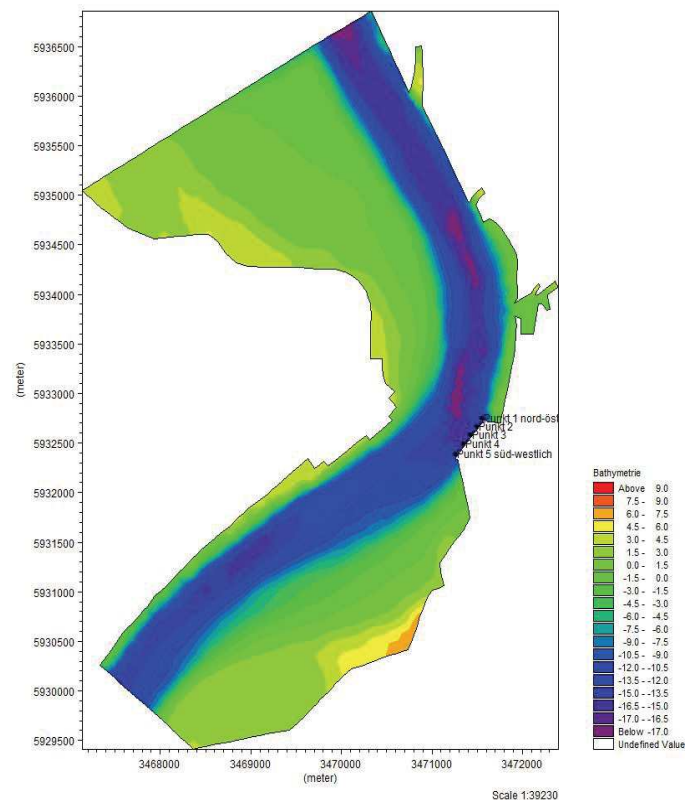 5936500
5936000
5935500
5935000
5934500
5934000
5933500
5933000
5932500
5932000
5931500
5931000
5930500
5930000
5929500
(meter)
Punkt 1 nord-öst
Punkt 2
Punkt 3
Punkt 4
Punkt 5 süd-westlich
3468000 3469000 3470000 3471000 3472000
(meter)
Scale 1:39230
Bathymetrie
Above 9.0
7.5 - 9.0
6.0 - 7.5
4.5 - 6.0
3.0 - 4.5
1.5 - 3.0
0.0 - 1.5
-1.5 - 0.0
-3.0 - -1.5
-4.5 - -3.0
-6.0 - -4.5
-7.5 - -6.0
-9.0 - -7.5
-10.5 - -9.0
-12.0 - -10.5
-13.5 - -12.0
-15.0 - -13.5
-16.5 - -15.0
-17.0 - -16.5
Below -17.0
Undefined Value